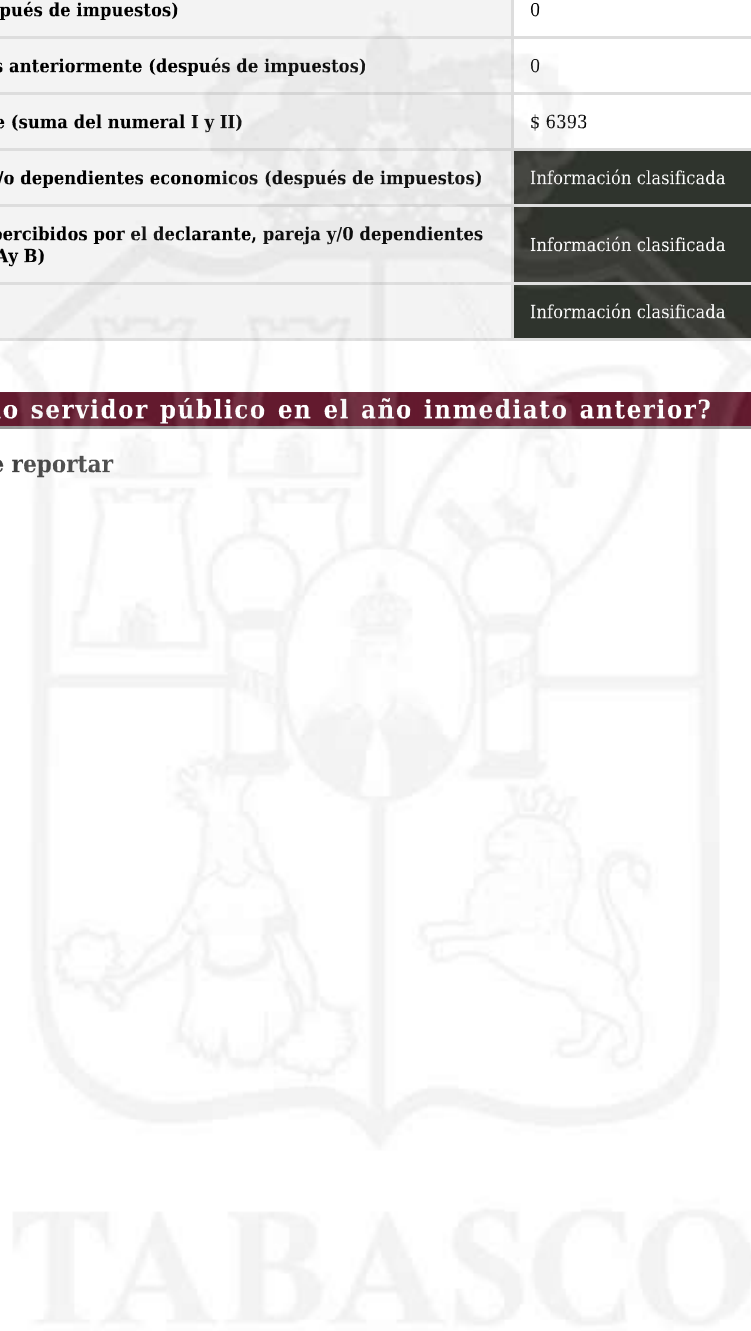 pués de impuestos)
0
s anteriormente (después de impuestos)
0
e (suma del numeral I y II)
$ 6393
/o dependientes economicos (después de impuestos)
Información clasificada
percibidos por el declarante, pareja y/0 dependientes
Ay B)
Información clasificada
Información clasificada
o servidor público en el año inmediato anterior?
e reportar
TABASCO